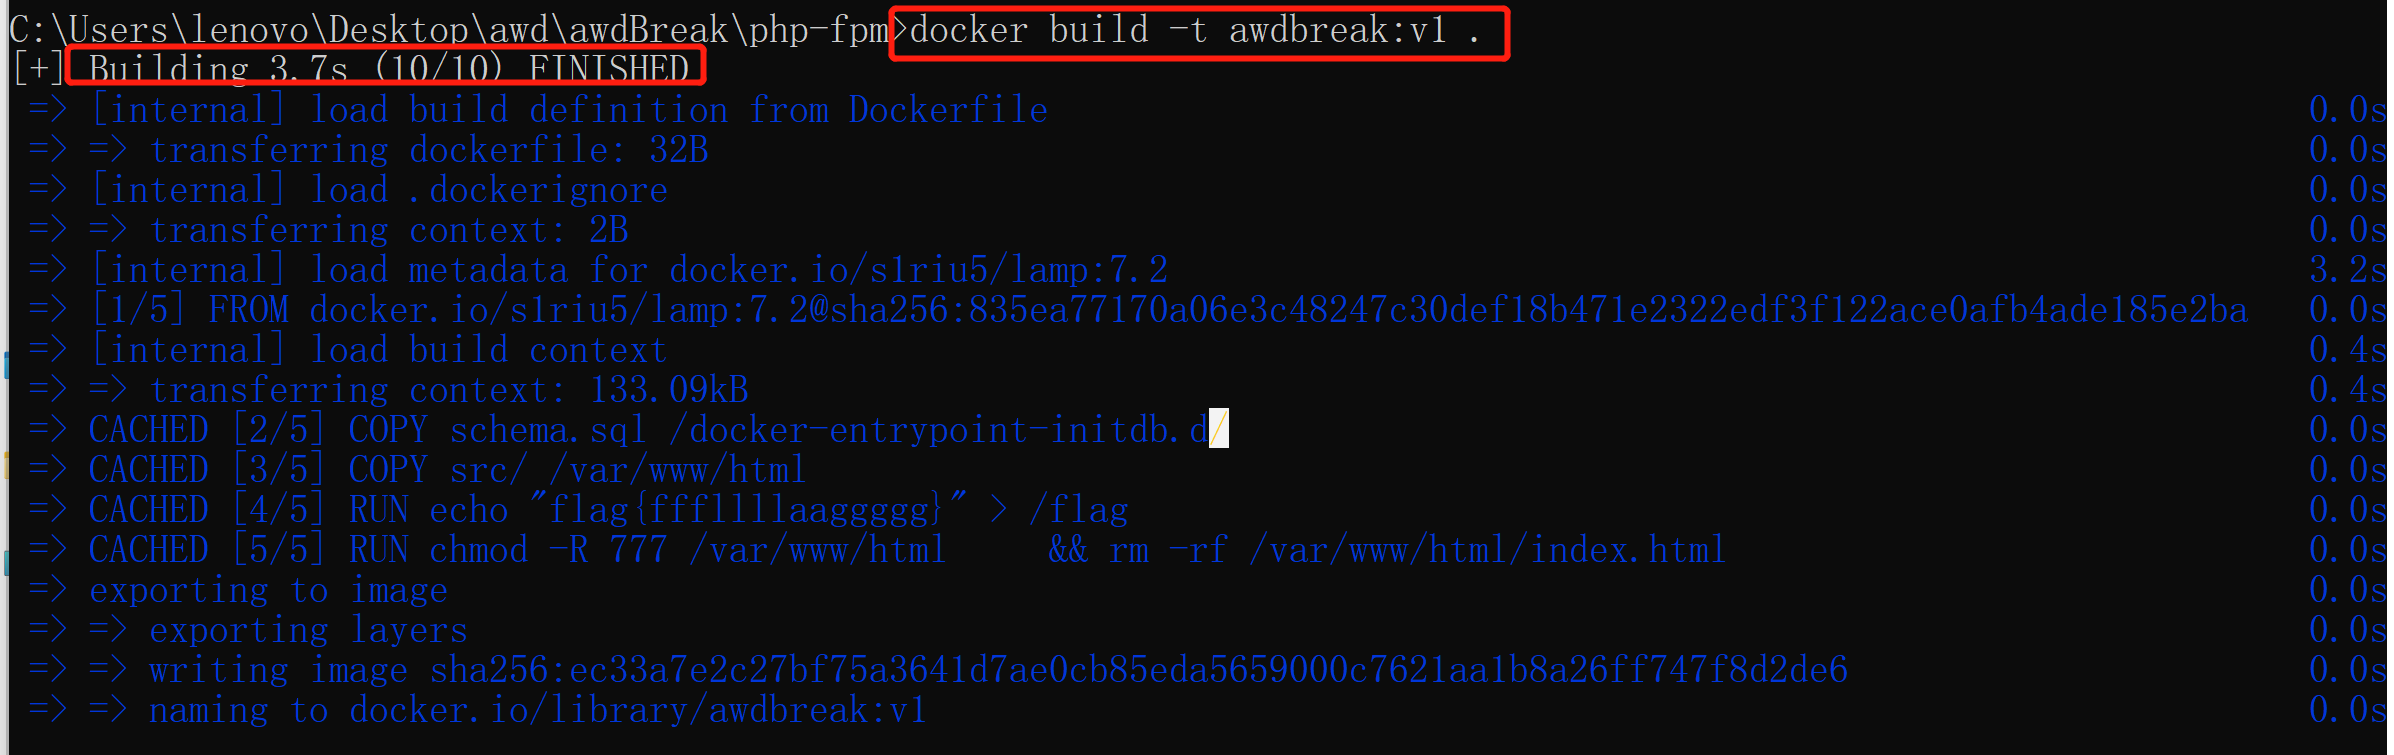 C:\Users\lenovo\Desktop\awd\awdBreak\php-fpm>docker build -t awdbreak:v1 .
[+] Building 3.7s (10/10) FINISHED
=> [internal] load build definition from Dockerfile 0.0s
=> => transferring dockerfile: 32B 0.0s
=> [internal] load .dockerignore 0.0s
=> => transferring context: 2B 0.0s
=> [internal] load metadata for docker.io/s1riu5/lamp:7.2 3.2s
=> [1/5] FROM docker.io/s1riu5/lamp:7.2@sha256:835ea77170a06e3c48247c30def18b471e2322edf3f122ace0afb4ade185e2ba 0.0s
=> [internal] load build context 0.4s
=> => transferring context: 133.09kB 0.4s
=> CACHED [2/5] COPY schema.sql /docker-entrypoint-initdb.d/ 0.0s
=> CACHED [3/5] COPY src/ /var/www/html 0.0s
=> CACHED [4/5] RUN echo "flag{fffllllaaggggg}" > /flag 0.0s
=> CACHED [5/5] RUN chmod -R 777 /var/www/html     && rm -rf /var/www/html/index.html 0.0s
=> exporting to image 0.0s
=> => exporting layers 0.0s
=> => writing image sha256:ec33a7e2c27bf75a3641d7ae0cb85eda5659000c7621aa1b8a26ff747f8d2de6 0.0s
=> => naming to docker.io/library/awdbreak:v1 0.0s